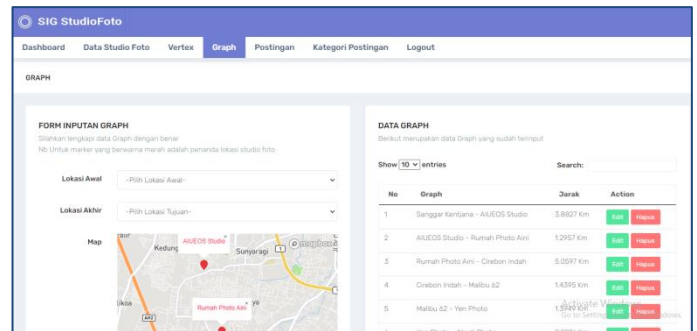 SIG StudioFoto
Dashboard Data Studio Foto Vertex Graph Postingan Kategori Postingan Logout
GRAPH
FORM INPUTAN GRAPH
Silahkan lengkapi data Graph dengan benar
Nb Untuk marker yang berwarna merah adalah penanda lokasi studio foto
Lokasi Awal
-Pilih Lokasi Awal-
Lokasi Akhir
-Pilih Lokasi Tujuan-
Map
Kedung
AIUEOS Studio
Sunyaragi
mapbox
Rumah Photo Aini
DATA GRAPH
Berikut merupakan data Graph yang sudah terinput
Show 10 entries Search:
No Graph Jarak Action
1 Sanggar Kentjana - AIUEOS Studio 3.8827 Km Edit Hapus
2 AIUEOS Studio - Rumah Photo Aini 1.2957 Km Edit Hapus
3 Rumah Photo Aini - Cirebon Indah 5.0597 Km Edit Hapus
4 Cirebon Indah - Malibu 62 1.4395 Km Edit Hapus
5 Malibu 62 - Yen Photo 1.3949 Km Edit Hapus
Activate Windows